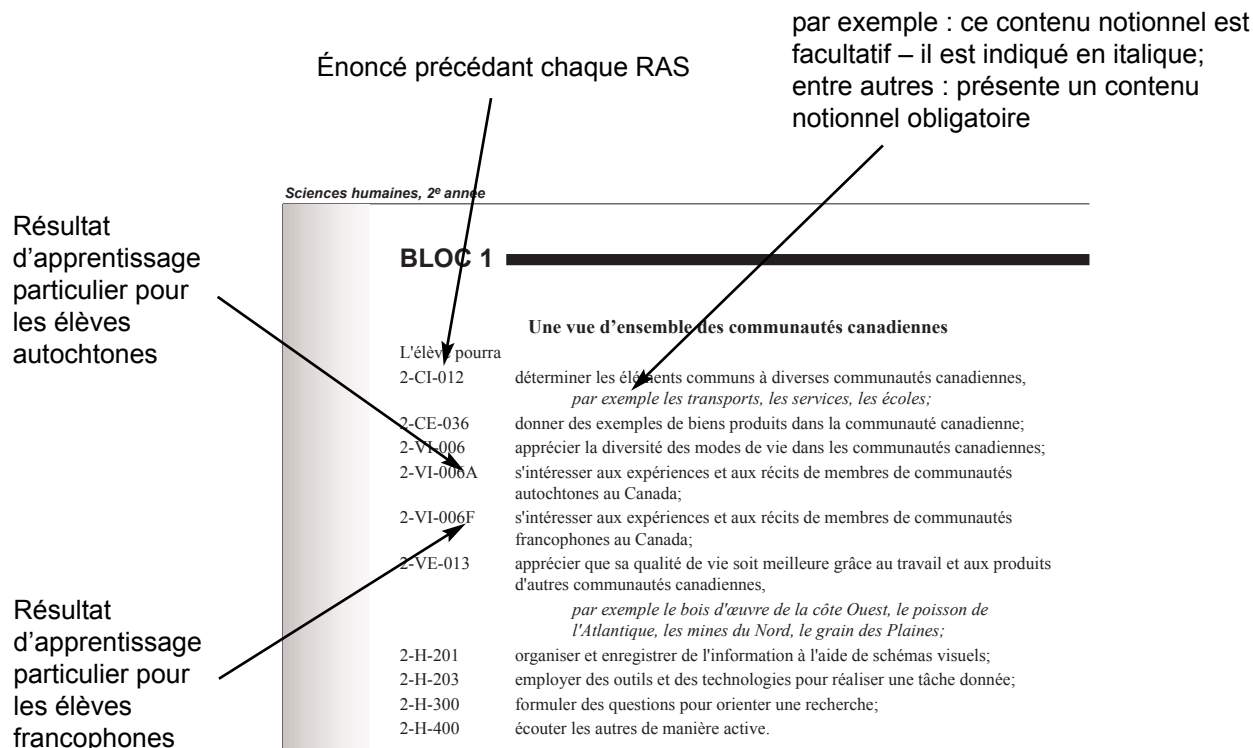 Énoncé précédant chaque RAS
par exemple : ce contenu notionnel est
facultatif – il est indiqué en italique;
entre autres : présente un contenu
notionnel obligatoire
Sciences humaines, 2e année
Résultat
d’apprentissage
particulier pour
les élèves
autochtones
BLOC 1
Une vue d’ensemble des communautés canadiennes
L'élève pourra
2-CI-012 déterminer les éléments communs à diverses communautés canadiennes,
par exemple les transports, les services, les écoles;
2-CE-036 donner des exemples de biens produits dans la communauté canadienne;
2-VI-006 apprécier la diversité des modes de vie dans les communautés canadiennes;
2-VI-006A s'intéresser aux expériences et aux récits de membres de communautés
autochtones au Canada;
2-VI-006F s'intéresser aux expériences et aux récits de membres de communautés
francophones au Canada;
2-VE-013 apprécier que sa qualité de vie soit meilleure grâce au travail et aux produits
d'autres communautés canadiennes,
par exemple le bois d'œuvre de la côte Ouest, le poisson de
l'Atlantique, les mines du Nord, le grain des Plaines;
2-H-201 organiser et enregistrer de l'information à l'aide de schémas visuels;
2-H-203 employer des outils et des technologies pour réaliser une tâche donnée;
2-H-300 formuler des questions pour orienter une recherche;
2-H-400 écouter les autres de manière active.
Résultat
d’apprentissage
particulier pour
les élèves
francophones